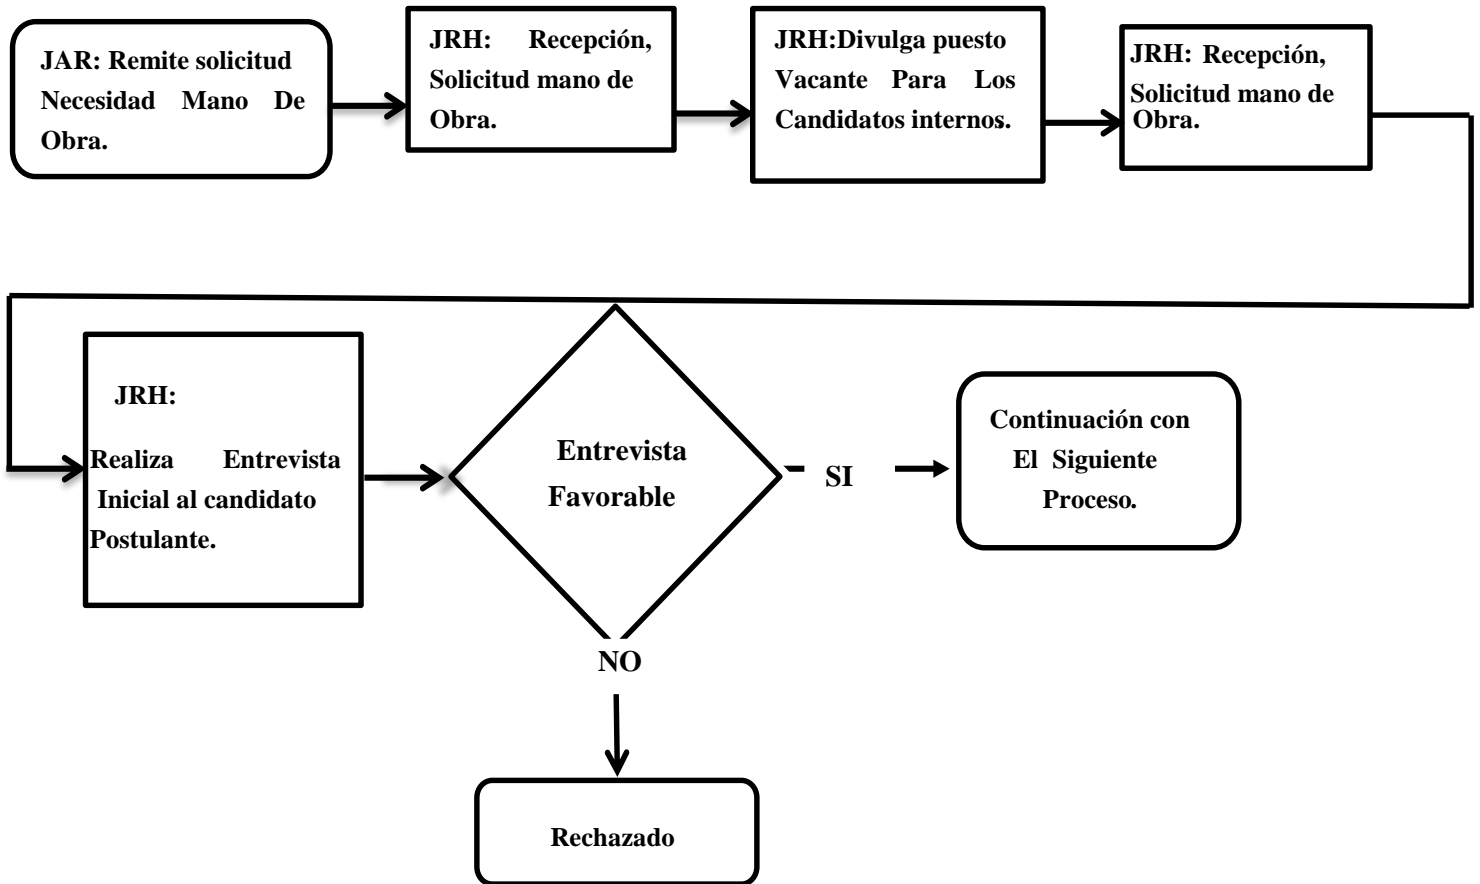 JAR: Remite solicitud
Necesidad Mano De
Obra.
JRH: Recepción,
Solicitud mano de
Obra.
JRH:Divulga puesto
Vacante Para Los
Candidatos internos.
JRH: Recepción,
Solicitud mano de
Obra.
JRH:
Realiza Entrevista
Inicial al candidato
Postulante.
Entrevista
Favorable
SI
Continuación con
El Siguiente
Proceso.
NO
Rechazado